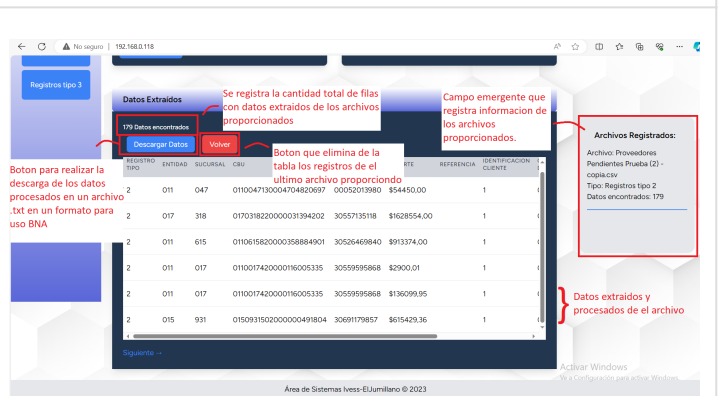 No seguro | 192.168.0.118
Registros tipo 3
Datos Extraídos
Se registra la cantidad total de filas
con datos extraidos de los archivos
proporcionados
Campo emergente que
registra informacion de
los archivos
proporcionados.
179 Datos encontrados
Descargar Datos
Volver
Boton que elimina de la
tabla los registros de el
ultimo archivo proporciondo
Boton para realizar la
descarga de los datos
procesados en un archivo
.txt en un formato para
uso BNA
Archivos Registrados:
Archivo: Proveedores
Pendientes Prueba (2) -
copia.csv
Tipo: Registros tipo 2
Datos encontrados: 179
REGISTRO TIPO ENTIDAD SUCURSAL CBU REFERENCIA IDENTIFICACION CLIENTE
2 011 047 0110047130004704820697 00052013980 $54450,00 1
2 017 318 0170318220000031394202 30557135118 $1628554,00 1
2 011 615 0110615820000358884901 30526469840 $913374,00 1
2 011 017 0110017420000116005335 30559595868 $2900,01 1
2 011 017 0110017420000116005335 30559595868 $136099,95 1
2 015 931 0150931502000000491804 30691179857 $615429,36 1
Datos extraidos y
procesados de el archivo
Siguiente →
Activar Windows
Ve a Configuración para activar Windows.
Área de Sistemas Ivess-ElJumillano © 2023